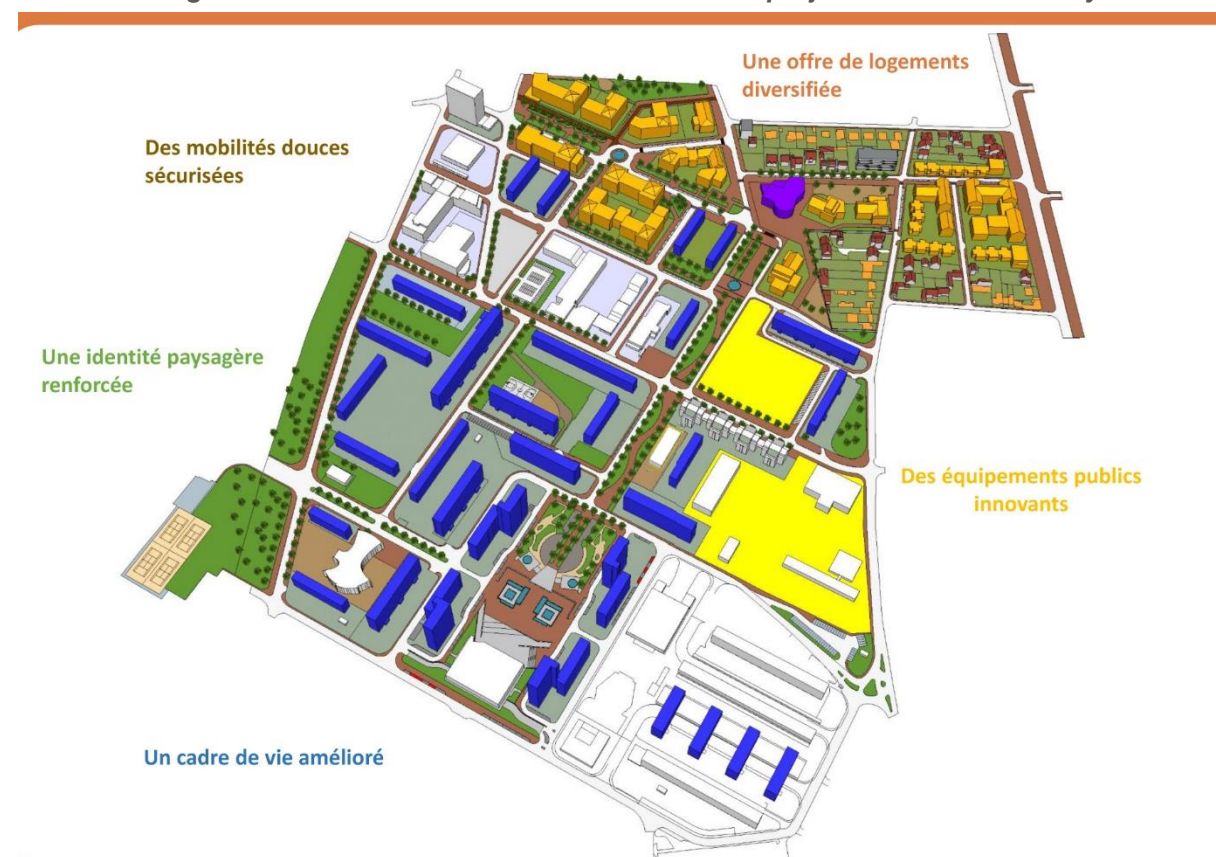 Une offre de logements
diversifiée
Des mobilités douces
sécurisées
Une identité paysagère
renforcée
Des équipements publics
innovants
Un cadre de vie amélioré